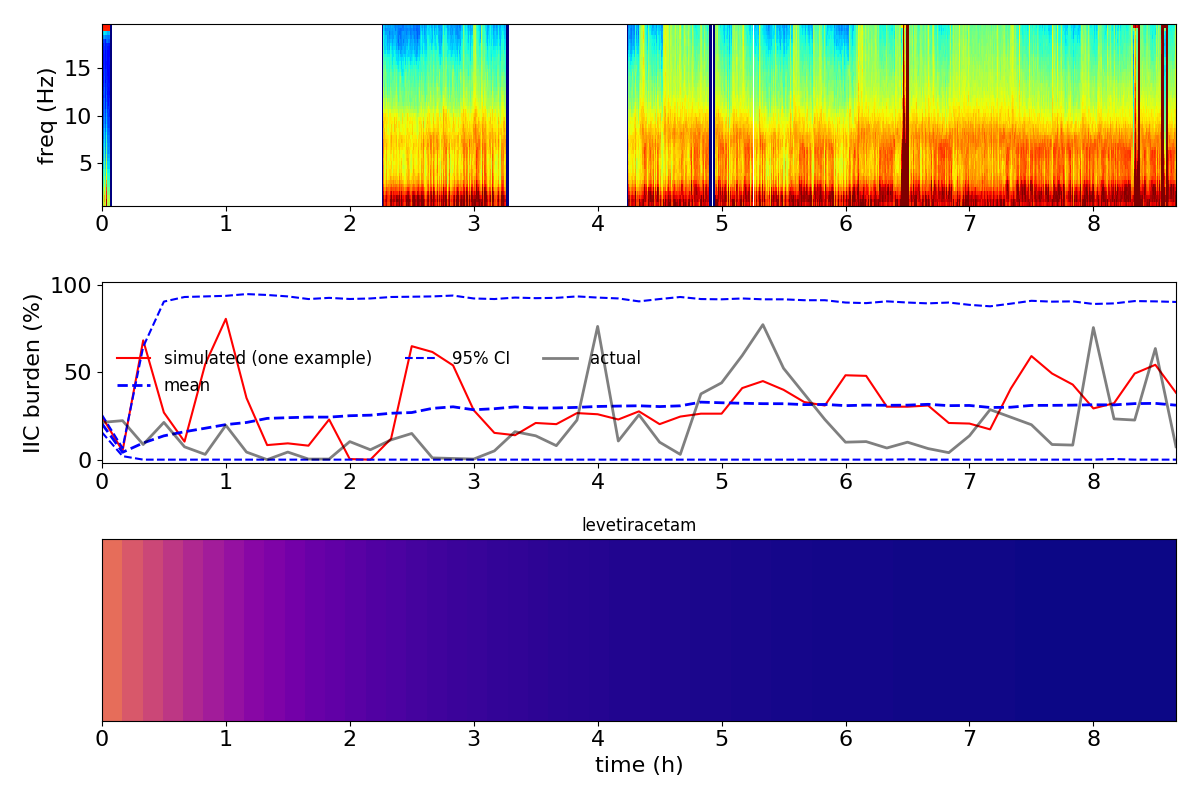 freq (Hz)
15
10
5
0 1 2 3 4 5 6 7 8
IIC burden (%)
100
50
0
simulated (one example) 95% CI actual
mean
0 1 2 3 4 5 6 7 8
levetiracetam
0 1 2 3 4 5 6 7 8
time (h)